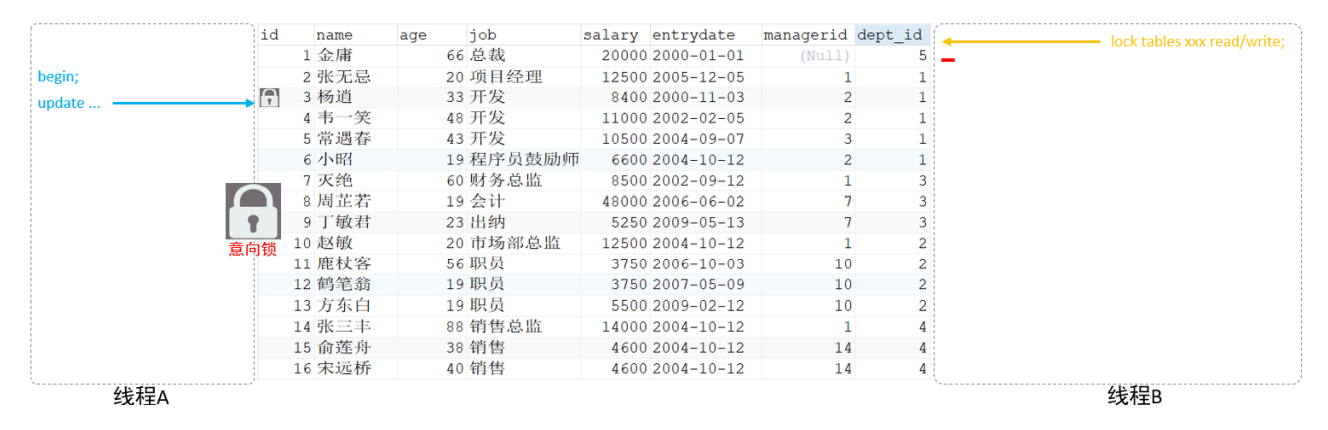 id name age job salary entrydate managerid dept_id
lock tables xxx read/write;
1 金庸 66 总裁 20000 2000-01-01 (Null) 5
begin;
2 张无忌 20 项目经理 12500 2005-12-05 1 1
update ...
3 杨逍 33 开发 8400 2000-11-03 2 1
4 韦一笑 48 开发 11000 2002-02-05 2 1
5 常遇春 43 开发 10500 2004-09-07 3 1
6 小昭 19 程序员鼓励师 6600 2004-10-12 2 1
7 灭绝 60 财务总监 8500 2002-09-12 1 3
8 周芷若 19 会计 48000 2006-06-02 7 3
9 丁敏君 23 出纳 5250 2009-05-13 7 3
意向锁
10 赵敏 20 市场部总监 12500 2004-10-12 1 2
11 鹿杖客 56 职员 3750 2006-10-03 10 2
12 鹤笔翁 19 职员 3750 2007-05-09 10 2
13 方东白 19 职员 5500 2009-02-12 10 2
14 张三丰 88 销售总监 14000 2004-10-12 1 4
15 俞莲舟 38 销售 4600 2004-10-12 14 4
16 宋远桥 40 销售 4600 2004-10-12 14 4
线程A
线程B